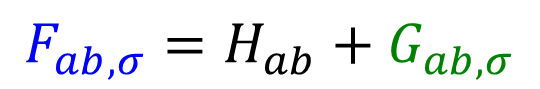 F_{ab,σ} = H_{ab} + G_{ab,σ}